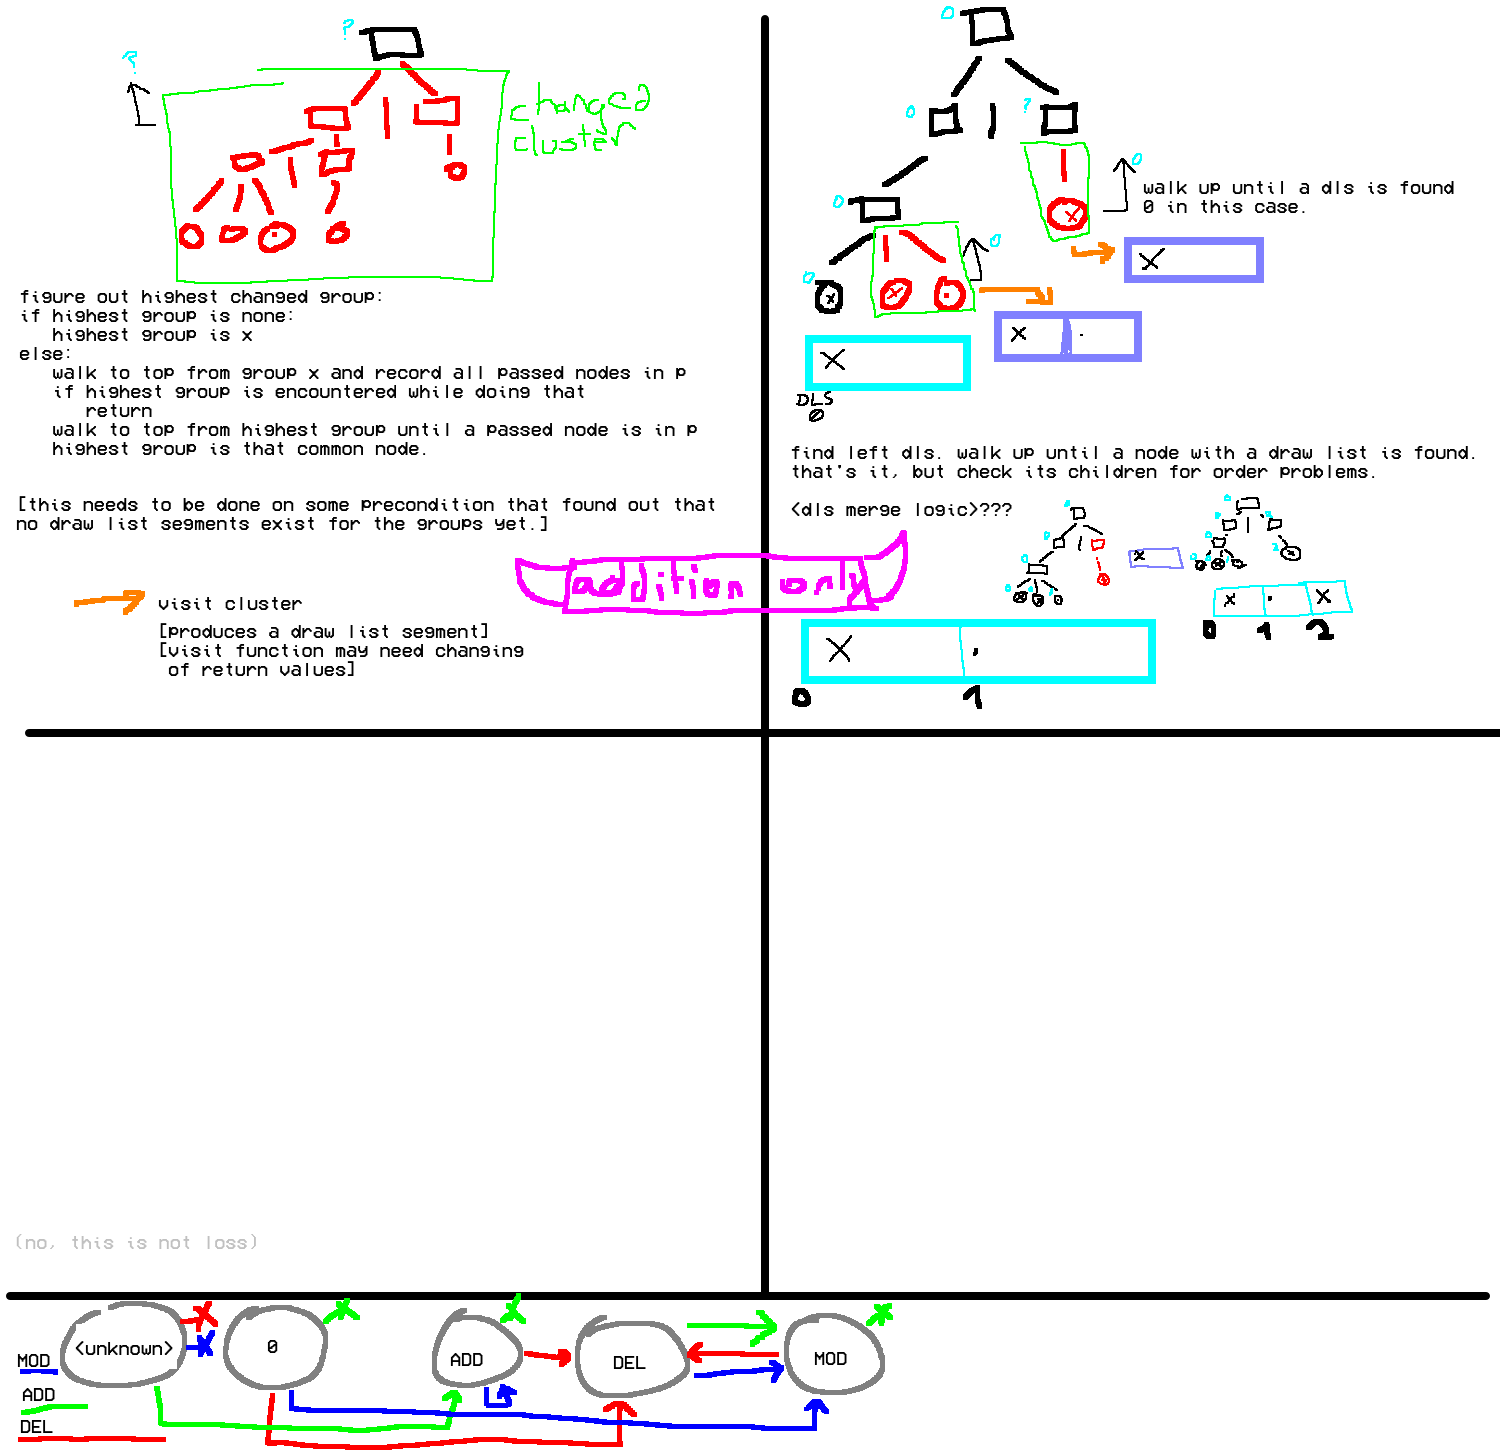 ?
?
changed
cluster
figure out highest changed group:
if highest group is none:
highest group is x
else:
walk to top from group x and record all passed nodes in p
if highest group is encountered while doing that
return
walk to top from highest group until a passed node is in p
highest group is that common node.
[this needs to be done on some precondition that found out that
no draw list segments exist for the groups yet.]
visit cluster
[produces a draw list segment]
[visit function may need changing
of return values]
0
0
?
0
walk up until a dls is found
0 in this case.
0
0
0
x
x
x
x
x
DLS
0
find left dls. walk up until a node with a draw list is found.
that's it, but check its children for order problems.
<dls merge logic>???
addition only
x
x
x
0
1
2
x
0
1
(no, this is not loss)
<unknown>
0
ADD
DEL
MOD
MOD
ADD
DEL